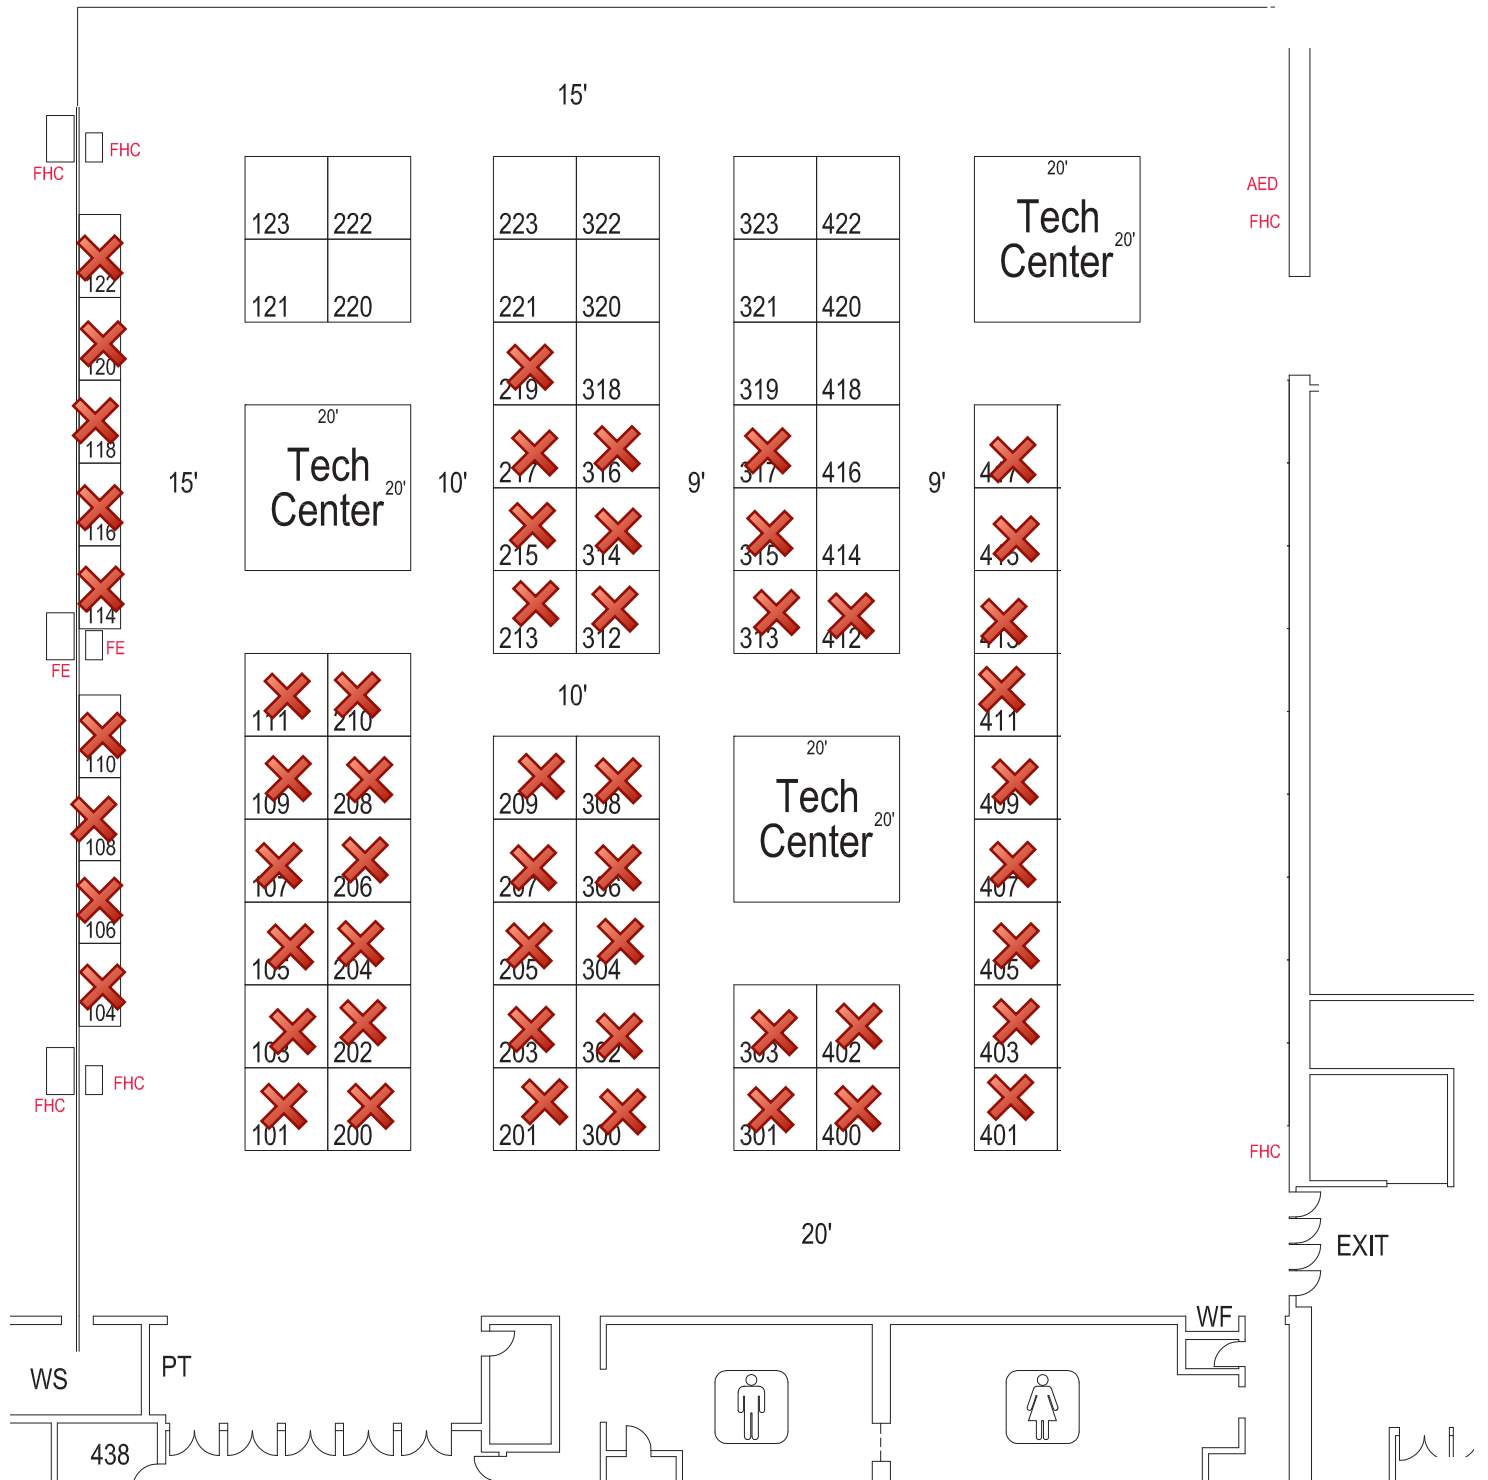 15'
FHC
FHC
20'
AED
Tech
Center
20'
FHC
123 222 223 322 323 422
122
121 220 221 320 321 420
120
219 318 319 418
20'
Tech
Center
20'
118
217 316 317 416 417
15'
10'
9'
9'
116
215 314 315 414 415
114
213 312 313 412 413
FE
FE
10'
111 210 411
110
20'
Tech
Center
20'
109 208 209 308 409
108
107 206 207 306 407
106
105 204 205 304 405
104
103 202 203 302 303 402 403
FHC
FHC
101 200 201 300 301 400 401
FHC
20'
EXIT
WF
PT
WS
438